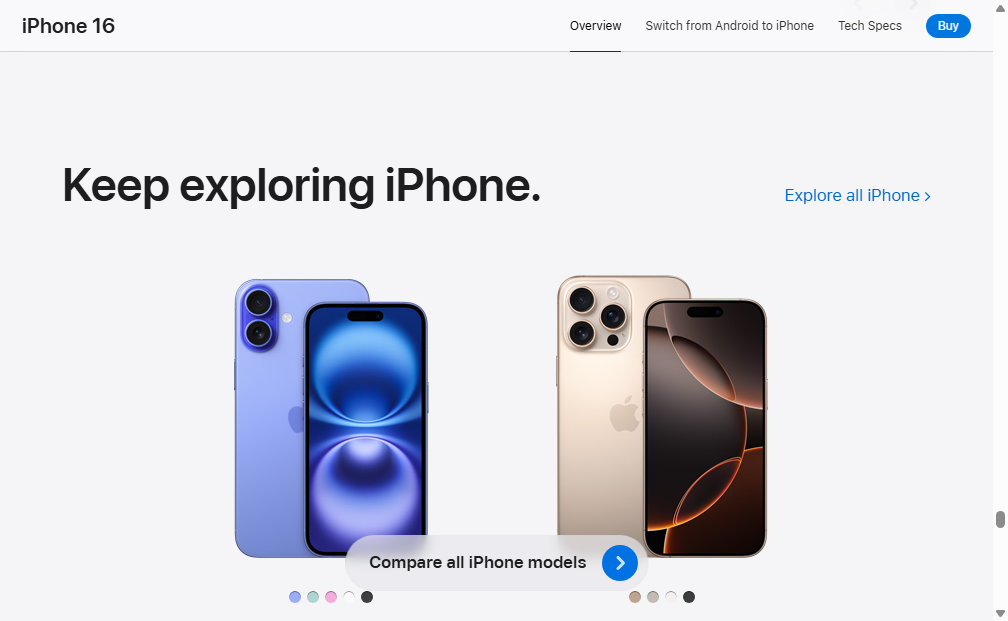 iPhone 16
Overview
Switch from Android to iPhone
Tech Specs
Buy
Keep exploring iPhone.
Explore all iPhone >
Compare all iPhone models